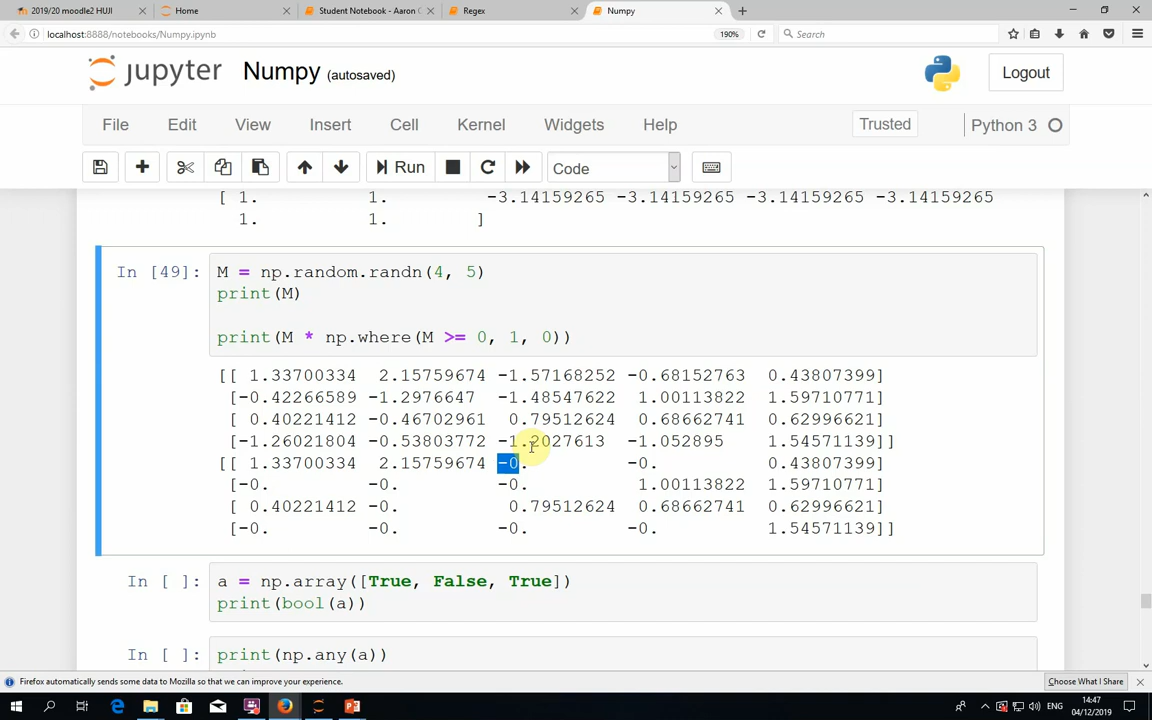 2019/20 moodle2 HUJI
Home
Student Notebook - Aaron
Regex
Numpy
localhost:8888/notebooks/Numpy.ipynb
190%
Search
jupyter Numpy (autosaved)
Logout
File Edit View Insert Cell Kernel Widgets Help
Trusted
Python 3
Run
Code
[ 1. 1. -3.14159265 -3.14159265 -3.14159265 -3.14159265
1. 1. ]
In [49]: M = np.random.randn(4, 5)
print(M)
print(M * np.where(M >= 0, 1, 0))
[[ 1.33700334 2.15759674 -1.57168252 -0.68152763 0.43807399]
[-0.42266589 -1.2976647 -1.48547622 1.00113822 1.59710771]
[ 0.40221412 -0.46702961 0.79512624 0.68662741 0.62996621]
[-1.26021804 -0.53803772 -1.2027613 -1.052895 1.54571139]]
[[ 1.33700334 2.15759674 -0. -0. 0.43807399]
[-0. -0. -0. 1.00113822 1.59710771]
[ 0.40221412 -0. 0.79512624 0.68662741 0.62996621]
[-0. -0. -0. -0. 1.54571139]]
In [ ]: a = np.array([True, False, True])
print(bool(a))
In [ ]: print(np.any(a))
Firefox automatically sends some data to Mozilla so that we can improve your experience.
Choose What I Share
ENG
14:47
04/12/2019